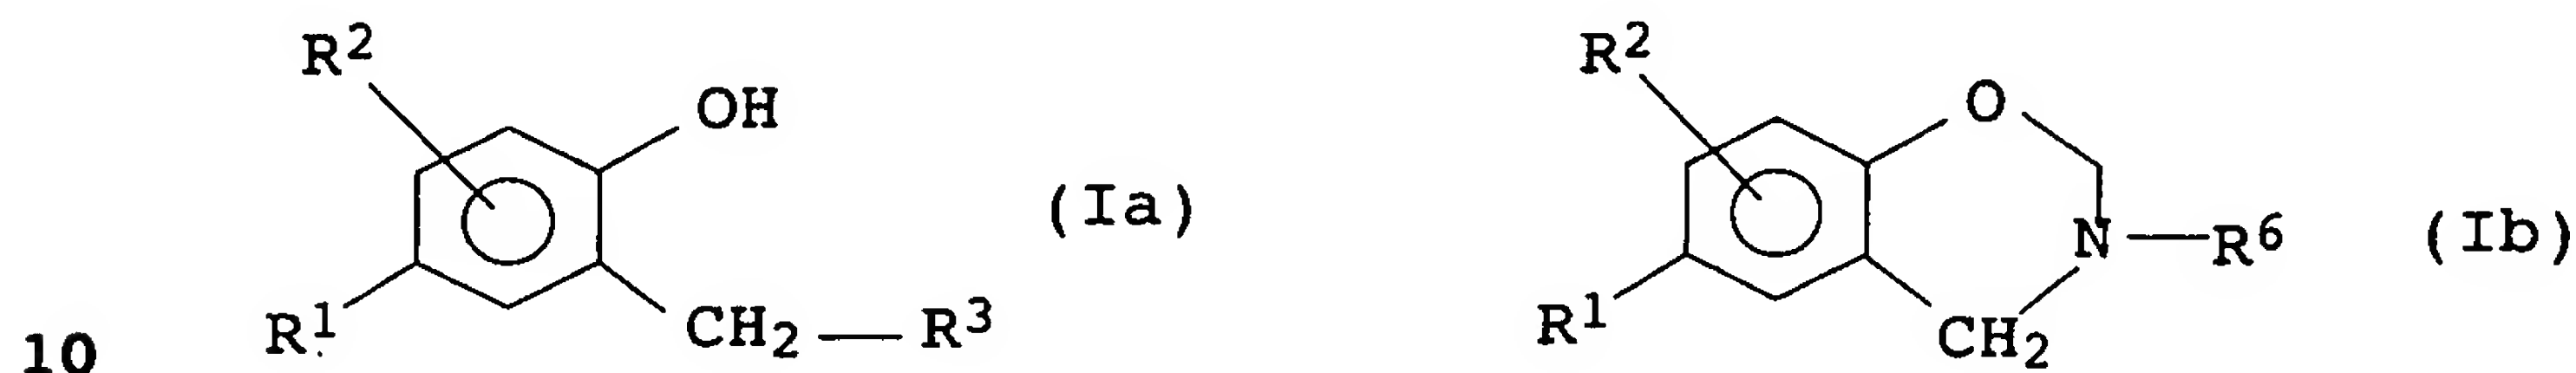 R2 R2
OH O
(Ia) N—R6 (Ib)
R1 CH2—R3 R1 CH2
10